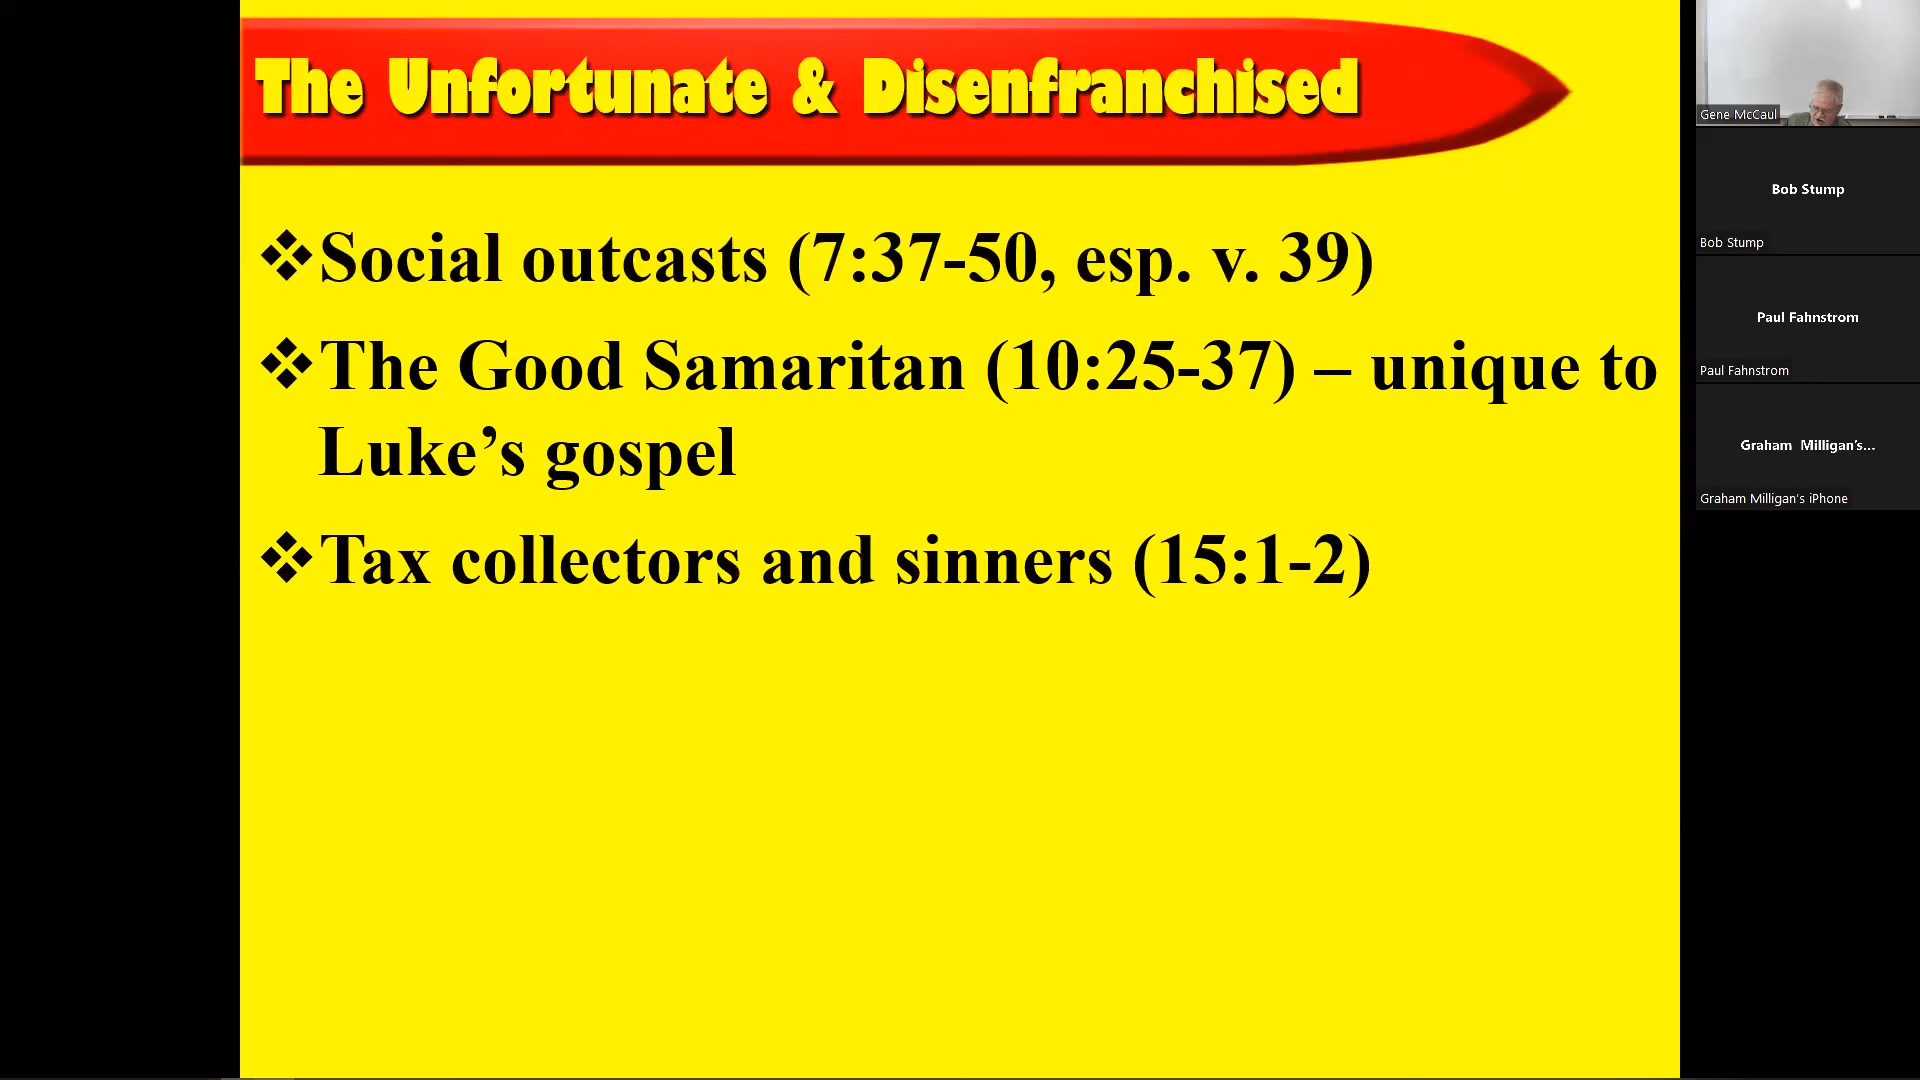 The Unfortunate & Disenfranchised
❖Social outcasts (7:37-50, esp. v. 39)
❖The Good Samaritan (10:25-37) – unique to
Luke’s gospel
❖Tax collectors and sinners (15:1-2)
Gene McCaul
Bob Stump
Bob Stump
Paul Fahnstrom
Paul Fahnstrom
Graham Milligan’s...
Graham Milligan's iPhone